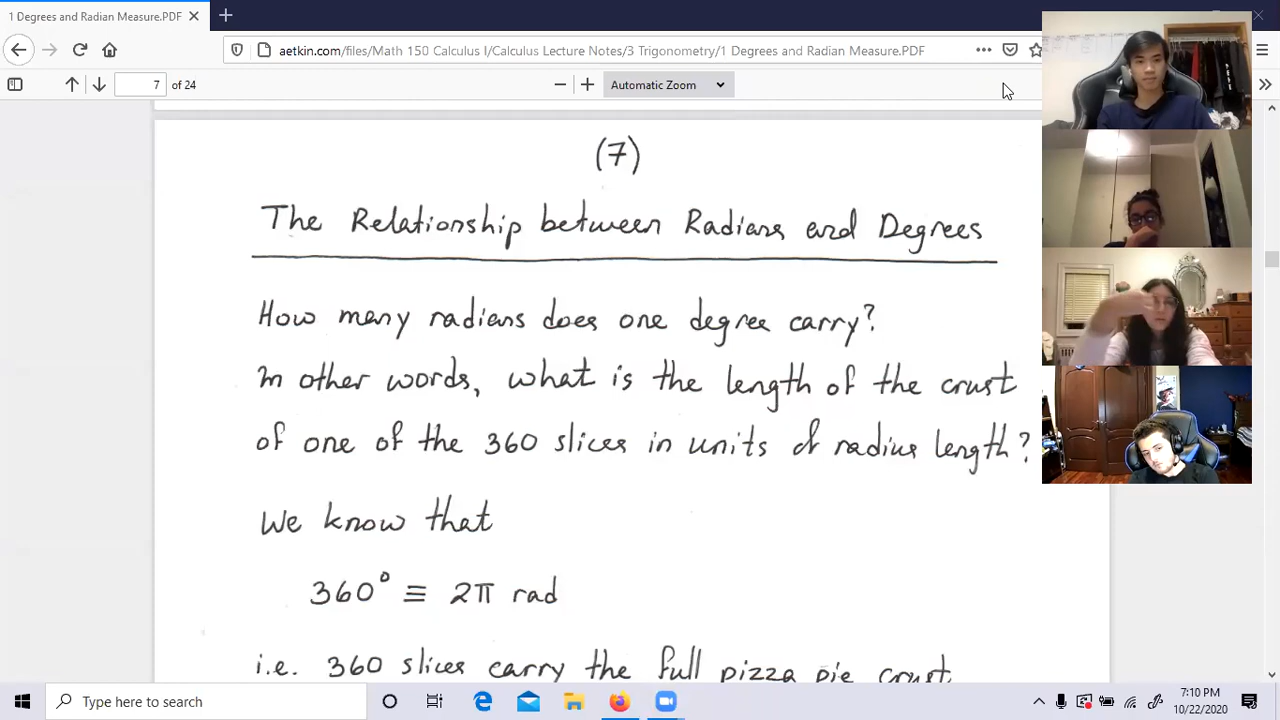 1 Degrees and Radian Measure.PDF
aetkin.com/files/Math 150 Calculus I/Calculus Lecture Notes/3 Trigonometry/1 Degrees and Radian Measure.PDF
7 of 24
Automatic Zoom
(7)
The Relationship between Radians and Degrees
How many radians does one degree carry?
In other words, what is the length of the crust
of one of the 360 slices in units of radius length?
We know that
360° ≡ 2π rad
i.e. 360 slices carry the full pizza pie crust
Type here to search
7:10 PM
10/22/2020